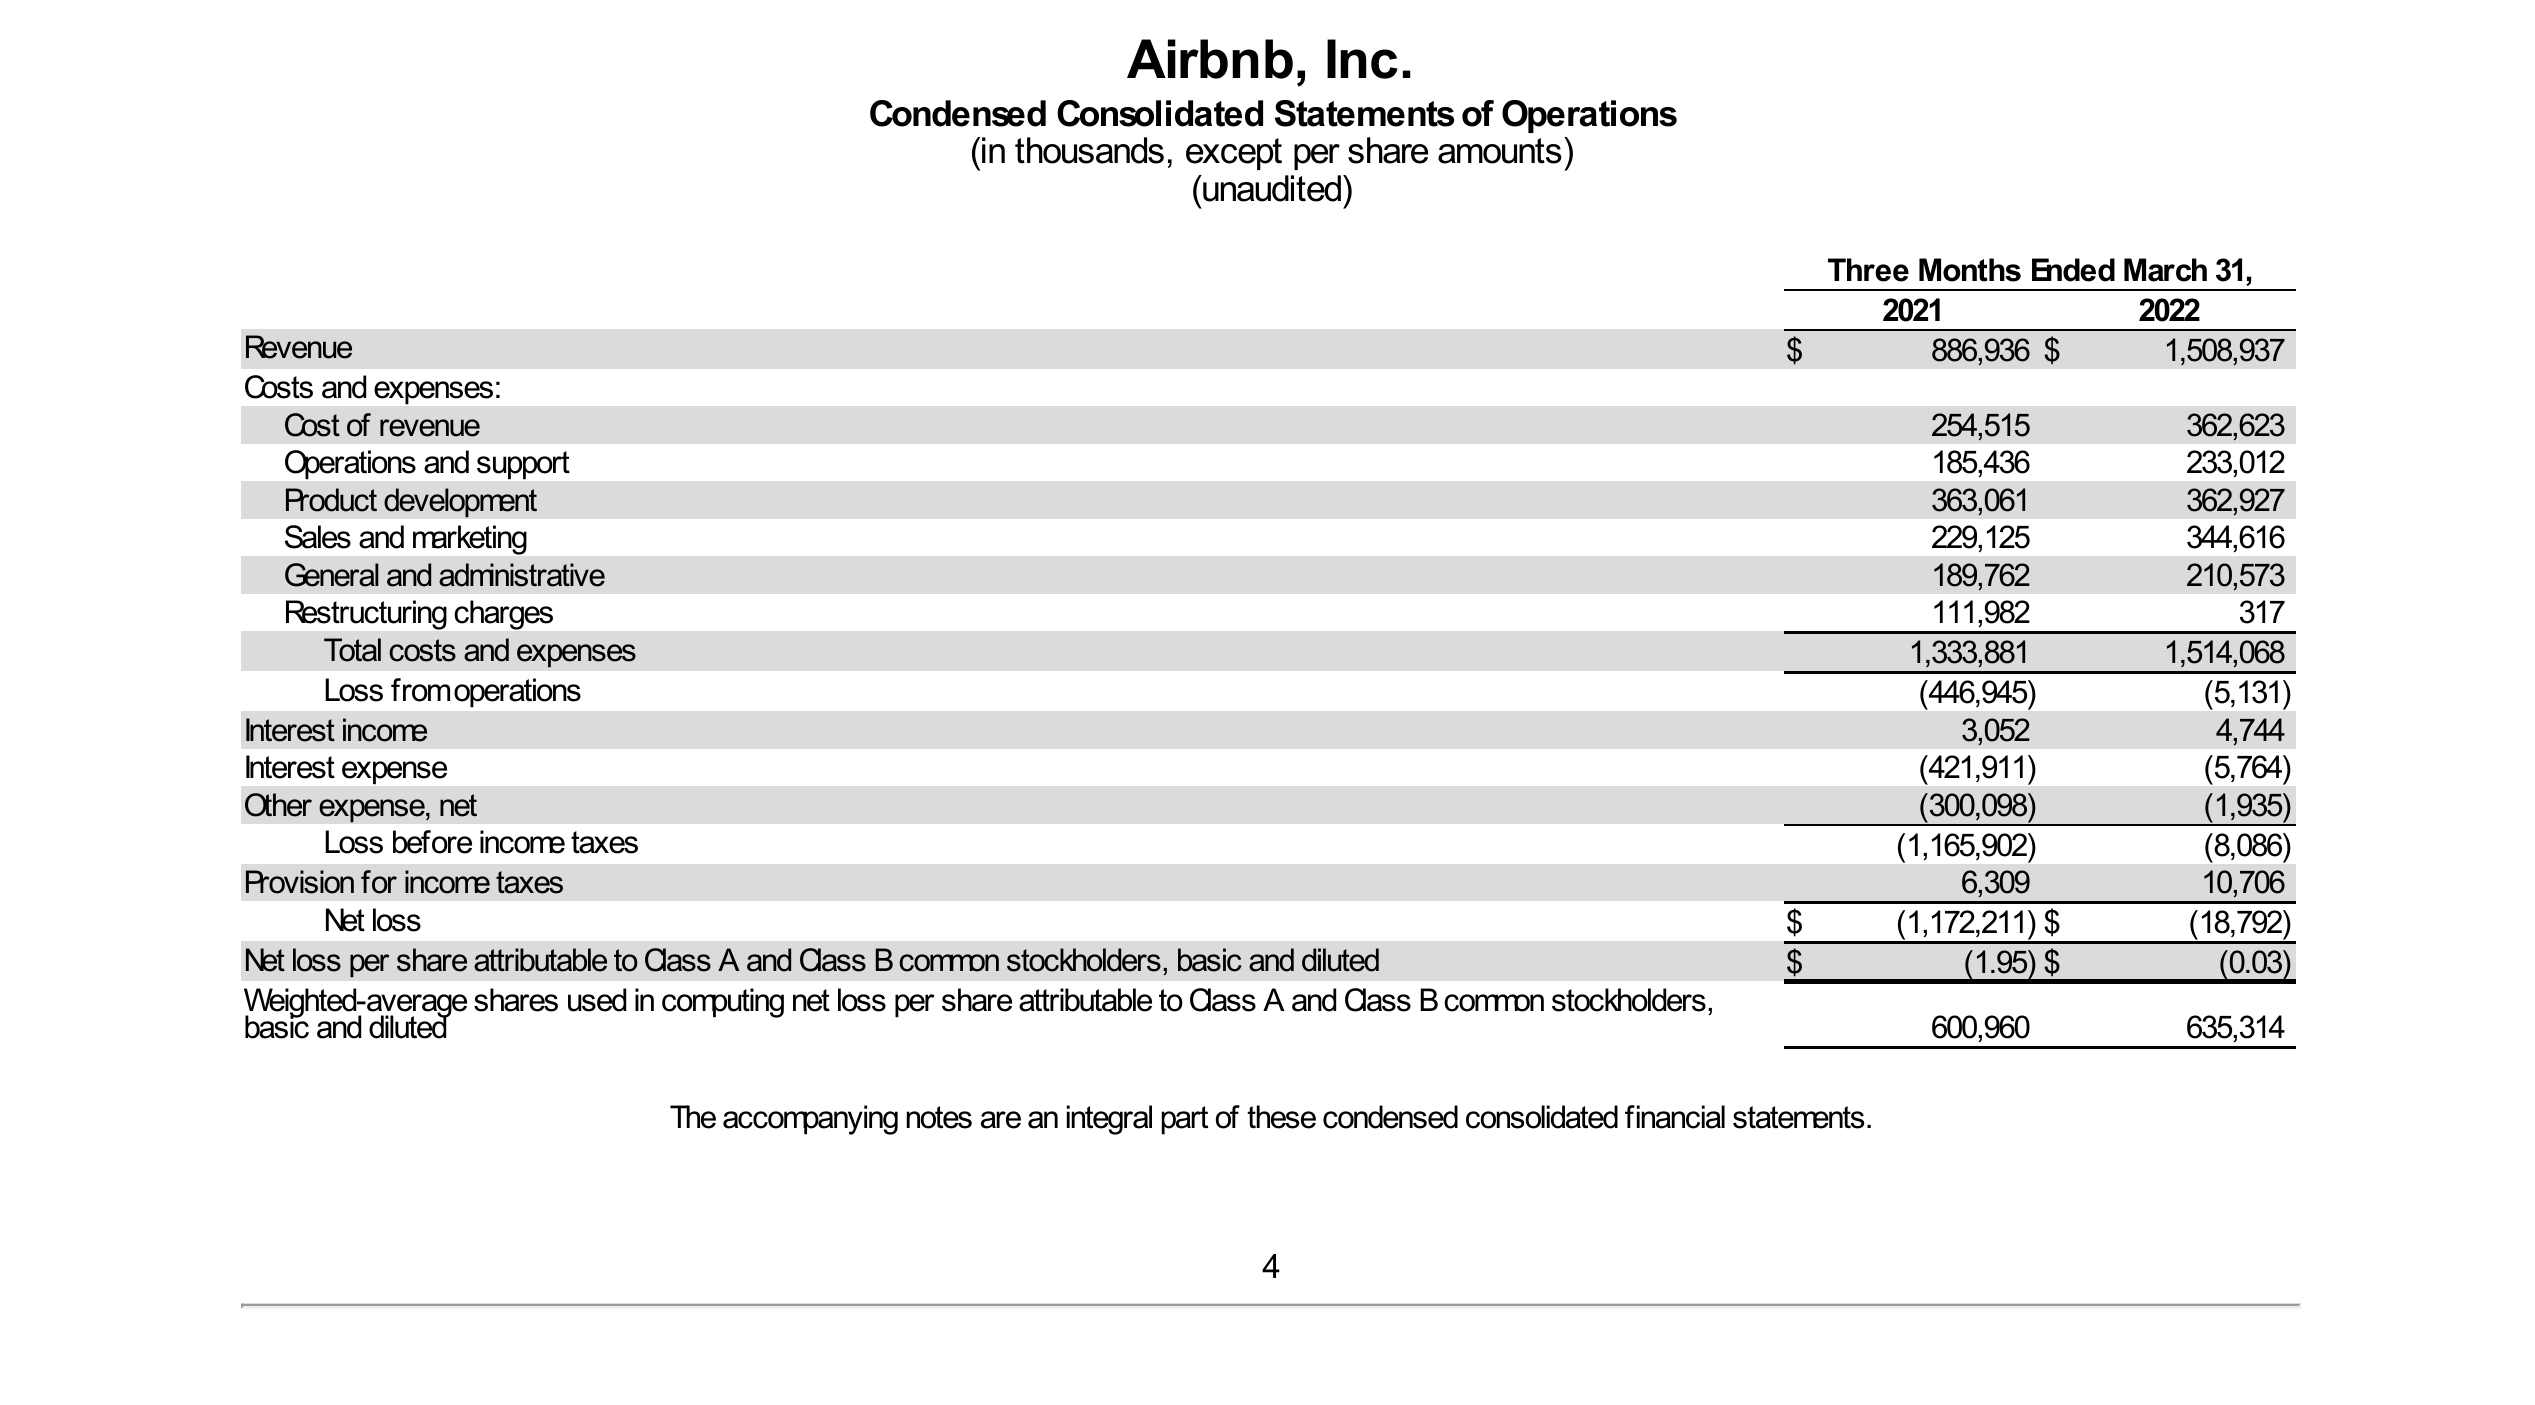 Airbnb, Inc.
Condensed Consolidated Statements of Operations
(in thousands, except per share amounts)
(unaudited)
Three Months Ended March 31,
2021 2022
Revenue $ 886,936 $ 1,508,937
Costs and expenses:
Cost of revenue 254,515 362,623
Operations and support 185,436 233,012
Product development 363,061 362,927
Sales and marketing 229,125 344,616
General and administrative 189,762 210,573
Restructuring charges 111,982 317
Total costs and expenses 1,333,881 1,514,068
Loss from operations (446,945) (5,131)
Interest income 3,052 4,744
Interest expense (421,911) (5,764)
Other expense, net (300,098) (1,935)
Loss before income taxes (1,165,902) (8,086)
Provision for income taxes 6,309 10,706
Net loss $ (1,172,211) $ (18,792)
Net loss per share attributable to Class A and Class B common stockholders, basic and diluted $ (1.95) $ (0.03)
Weighted-average shares used in computing net loss per share attributable to Class A and Class B common stockholders,
basic and diluted 600,960 635,314
The accompanying notes are an integral part of these condensed consolidated financial statements.
4